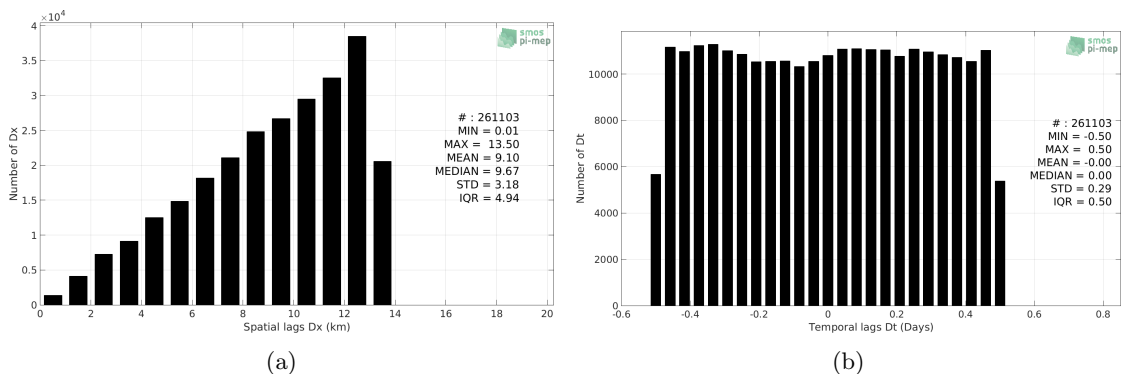 ×10⁴
4
3.5
3
2.5
2
1.5
1
0.5
0
Number of Dx
0 2 4 6 8 10 12 14 16 18 20
Spatial lags Dx (km)
smos
pi-mep
# : 261103
MIN = 0.01
MAX = 13.50
MEAN = 9.10
MEDIAN = 9.67
STD = 3.18
IQR = 4.94
(a)
10000
8000
6000
4000
2000
0
Number of Dt
-0.6 -0.4 -0.2 0 0.2 0.4 0.6 0.8
Temporal lags Dt (Days)
smos
pi-mep
# : 261103
MIN = -0.50
MAX = 0.50
MEAN = -0.00
MEDIAN = 0.00
STD = 0.29
IQR = 0.50
(b)